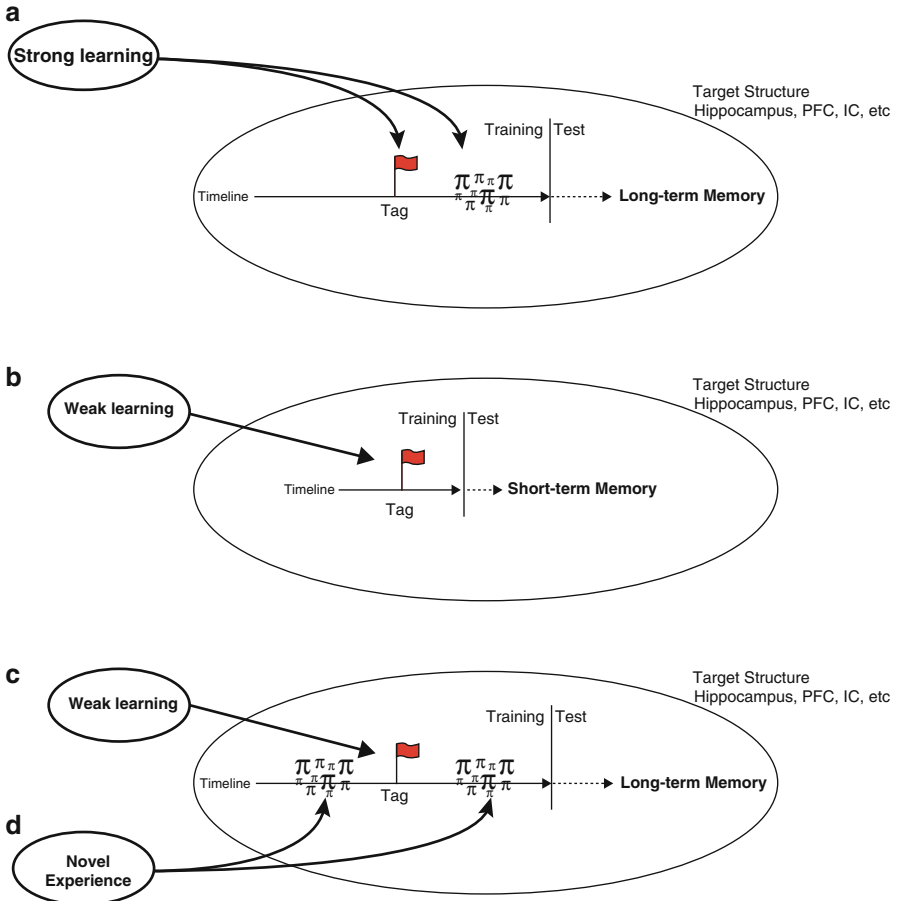 a
Strong learning
Target Structure
Hippocampus, PFC, IC, etc
Training Test
π π π π
π π π π π
π
Timeline
Tag
Long-term Memory
b
Weak learning
Target Structure
Hippocampus, PFC, IC, etc
Training Test
Timeline
Tag
Short-term Memory
c
Weak learning
Target Structure
Hippocampus, PFC, IC, etc
Training Test
π π π π
π π π π π
π
π π π π
π π π π π
π
Timeline
Tag
Long-term Memory
d
Novel
Experience